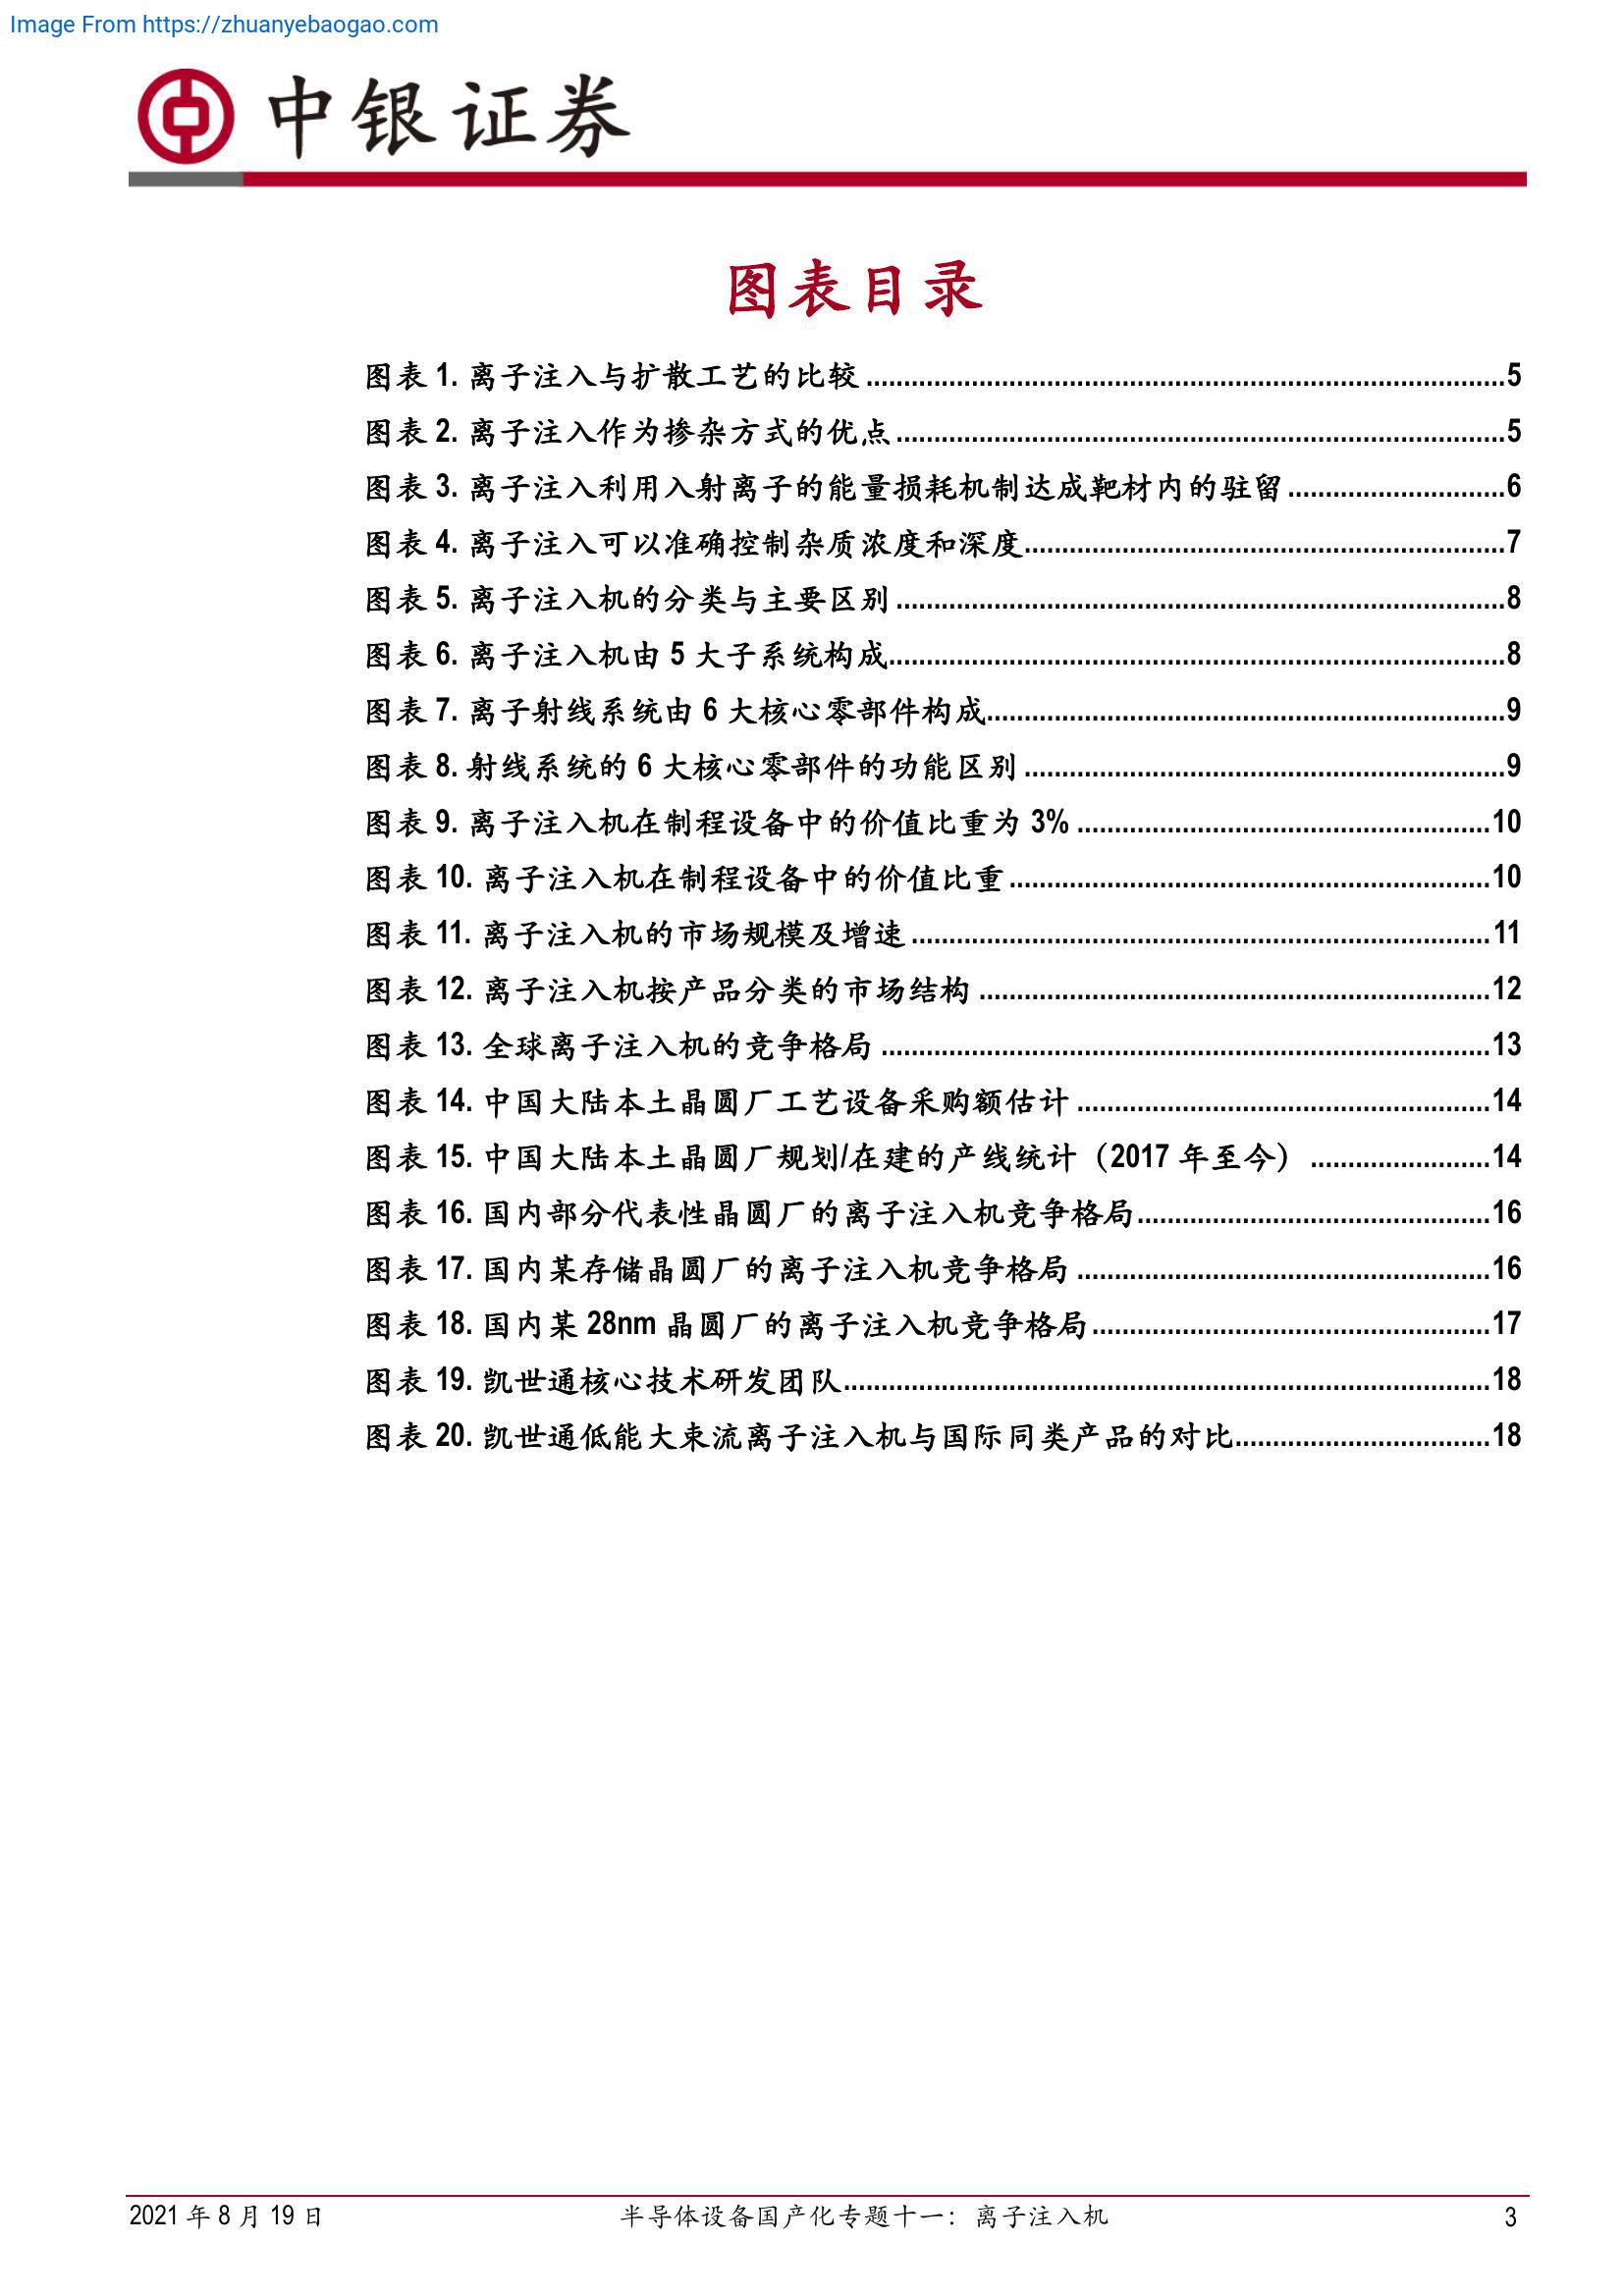 Image From https://zhuanyebaogao.com
中银证券
图表目录
图表 1. 离子注入与扩散工艺的比较.....................................................................................5
图表 2. 离子注入作为掺杂方式的优点.................................................................................5
图表 3. 离子注入利用入射离子的能量损耗机制达成靶材内的驻留.............................6
图表 4. 离子注入可以准确控制杂质浓度和深度................................................................7
图表 5. 离子注入机的分类与主要区别.................................................................................8
图表 6. 离子注入机由 5 大子系统构成..................................................................................8
图表 7. 离子射线系统由 6 大核心零部件构成.....................................................................9
图表 8. 射线系统的 6 大核心零部件的功能区别................................................................9
图表 9. 离子注入机在制程设备中的价值比重为 3%.......................................................10
图表 10. 离子注入机在制程设备中的价值比重................................................................10
图表 11. 离子注入机的市场规模及增速.............................................................................11
图表 12. 离子注入机按产品分类的市场结构....................................................................12
图表 13. 全球离子注入机的竞争格局.................................................................................13
图表 14. 中国大陆本土晶圆厂工艺设备采购额估计.......................................................14
图表 15. 中国大陆本土晶圆厂规划/在建的产线统计（2017 年至今）........................14
图表 16. 国内部分代表性晶圆厂的离子注入机竞争格局...............................................16
图表 17. 国内某存储晶圆厂的离子注入机竞争格局.......................................................16
图表 18. 国内某 28nm 晶圆厂的离子注入机竞争格局.....................................................17
图表 19. 凯世通核心技术研发团队......................................................................................18
图表 20. 凯世通低能大束流离子注入机与国际同类产品的对比..................................18
2021 年 8 月 19 日
半导体设备国产化专题十一：离子注入机
3